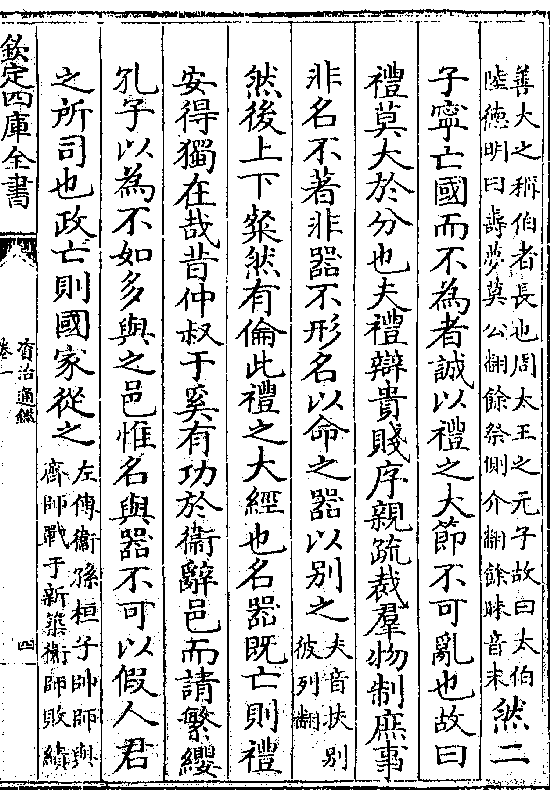 善大之稱伯者長也周太王之元子故曰太伯
陸德明曰壽夢莫公翻餘祭側介翻餘眛音末
然二
子寧亡國而不為者誠以禮之大節不可亂也故曰
禮莫大於分也夫禮辯貴賤序親疏裁羣物制庶事
非名不著非器不形名以命之器以別之
夫音扶別
彼列翻
然後上下粲然有倫此禮之大經也名器既亡則禮
安得獨在哉昔仲叔于奚有功於衞辭邑而請繁纓
孔子以為不如多與之邑惟名與器不可以假人君
之所司也政亡則國家從之
左傳衞孫桓子帥師與
齊師戰于新築衞師敗績
欽定四庫全書
資治通鑑
卷一
四